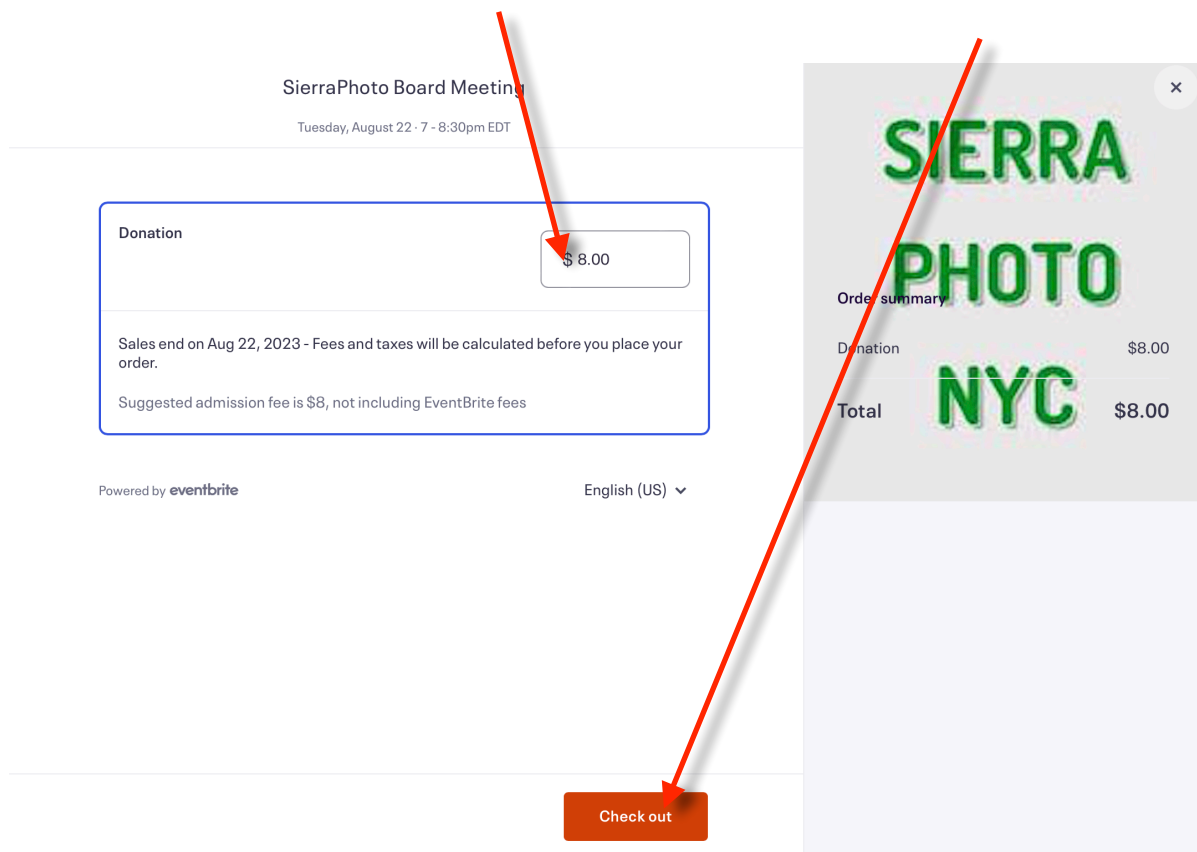 SierraPhoto Board Meeting
Tuesday, August 22 · 7 - 8:30pm EDT
Donation
$ 8.00
Sales end on Aug 22, 2023 - Fees and taxes will be calculated before you place your
order.
Suggested admission fee is $8, not including EventBrite fees
Powered by eventbrite
English (US)
Check out
SIERRA
PHOTO
Order summary
Donation $8.00
NYC
Total $8.00